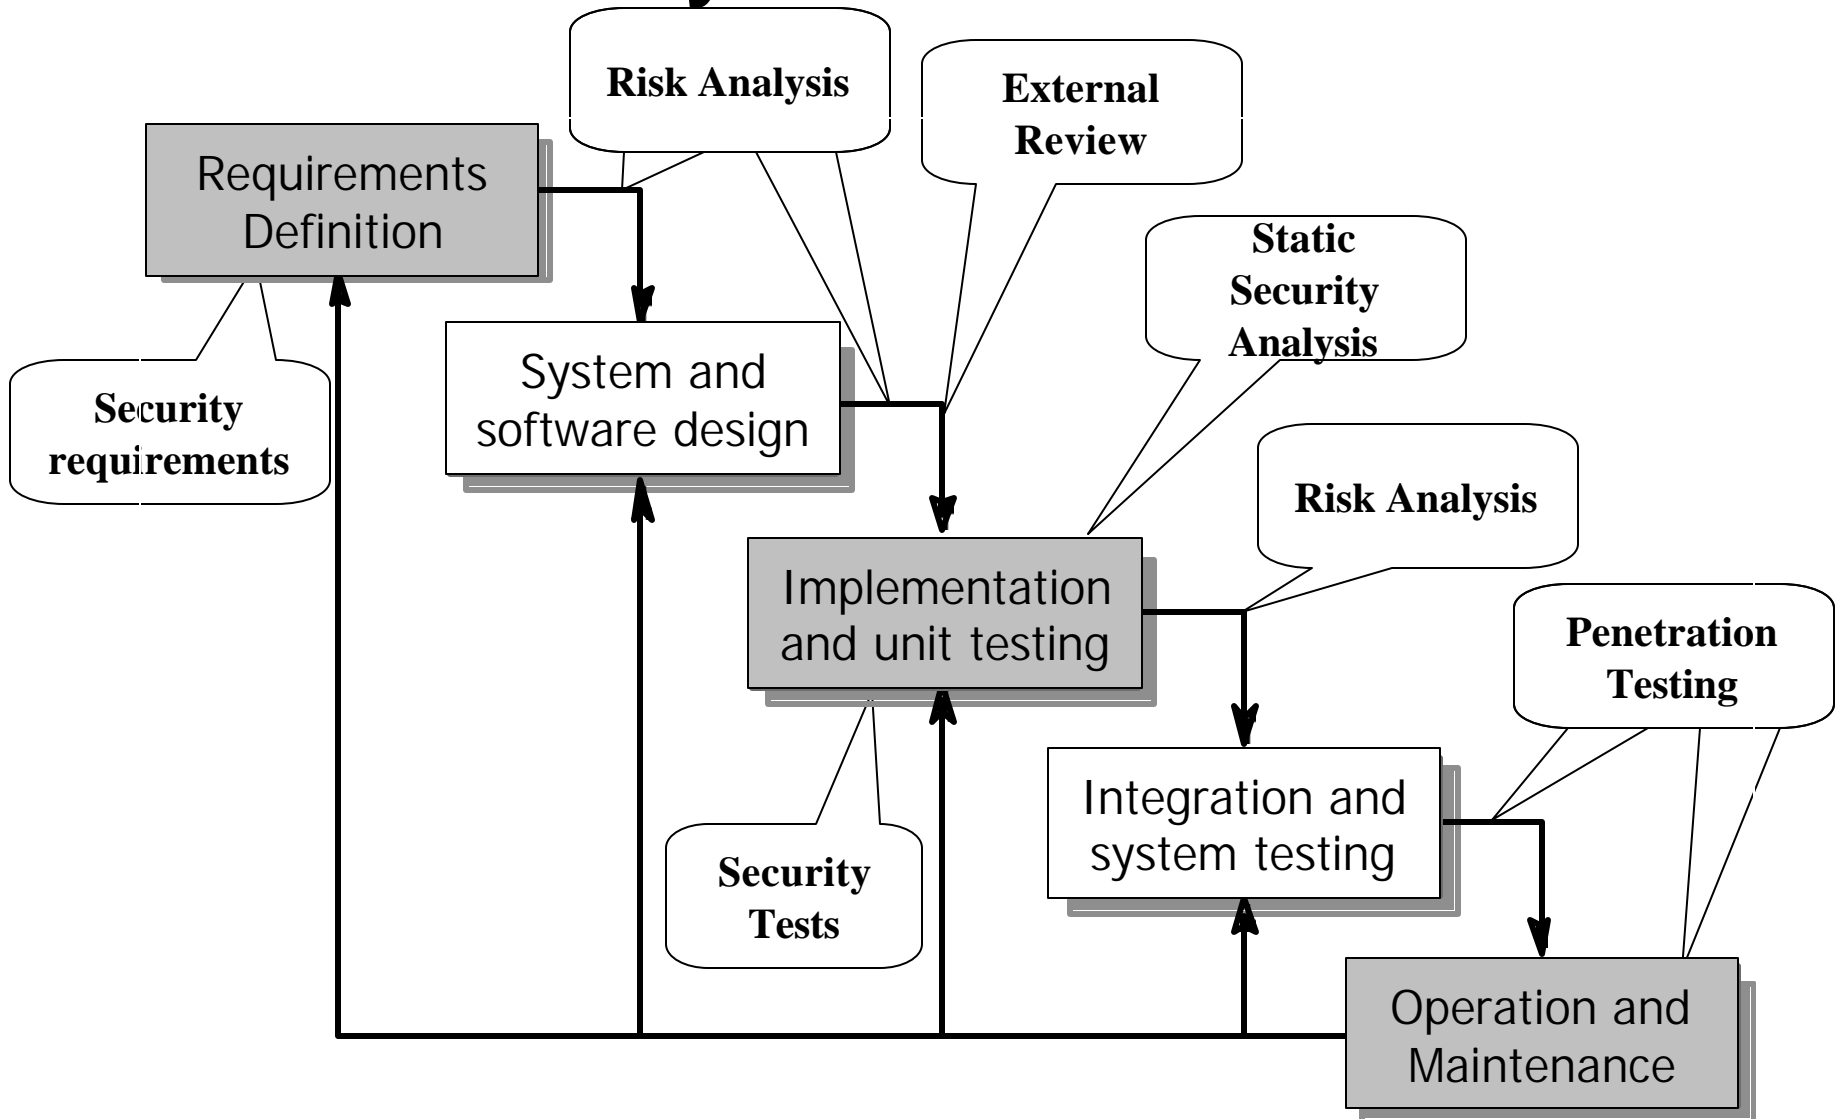 Risk Analysis
External
Review
Requirements
Definition
Static
Security
Analysis
System and
software design
Security
requirements
Risk Analysis
Implementation
and unit testing
Penetration
Testing
Integration and
system testing
Security
Tests
Operation and
Maintenance